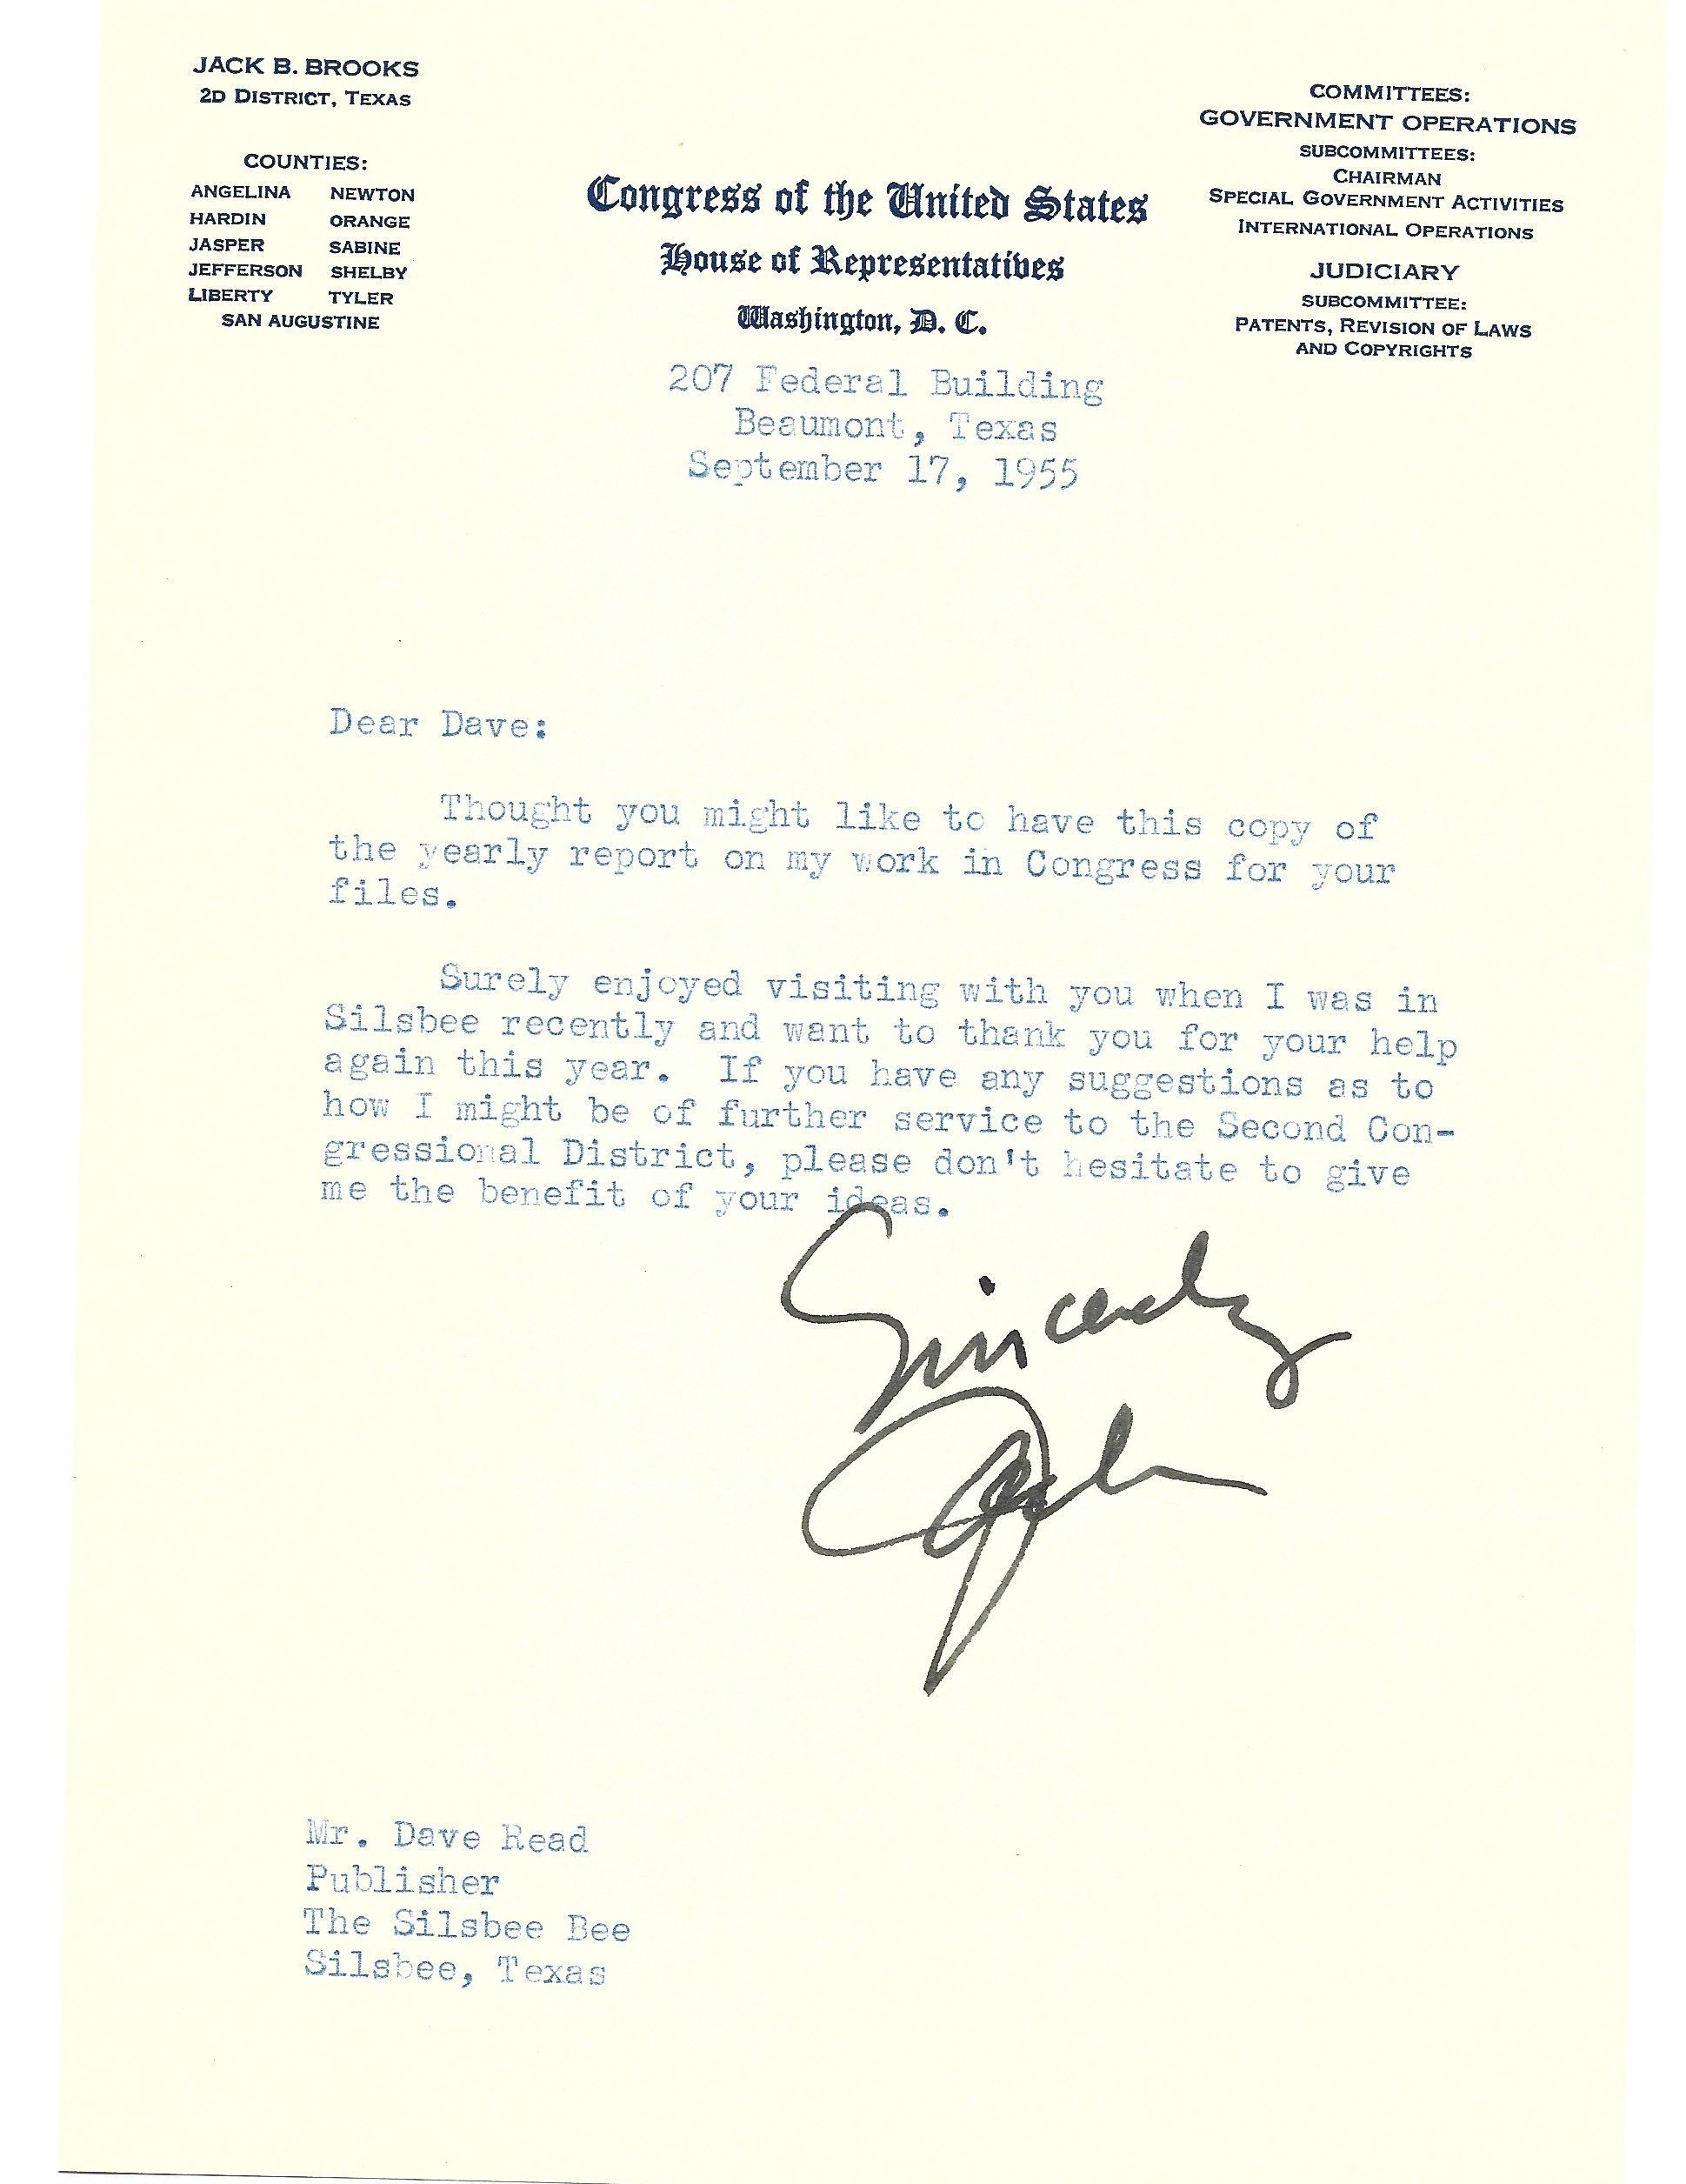 JACK B. BROOKS
2D DISTRICT, TEXAS
COUNTIES:
ANGELINA NEWTON
HARDIN ORANGE
JASPER SABINE
JEFFERSON SHELBY
LIBERTY TYLER
SAN AUGUSTINE
Congress of the United States
House of Representatives
Washington, D. C.
COMMITTEES:
GOVERNMENT OPERATIONS
SUBCOMMITTEES:
CHAIRMAN
SPECIAL GOVERNMENT ACTIVITIES
INTERNATIONAL OPERATIONS
JUDICIARY
SUBCOMMITTEE:
PATENTS, REVISION OF LAWS
AND COPYRIGHTS
207 Federal Building
Beaumont, Texas
September 17, 1955
Dear Dave:
Thought you might like to have this copy of
the yearly report on my work in Congress for your
files.
Surely enjoyed visiting with you when I was in
Silsbee recently and want to thank you for your help
again this year. If you have any suggestions as to
how I might be of further service to the Second Con-
gressional District, please don't hesitate to give
me the benefit of your ideas.
Sincerely
Jack
Mr. Dave Read
Publisher
The Silsbee Bee
Silsbee, Texas